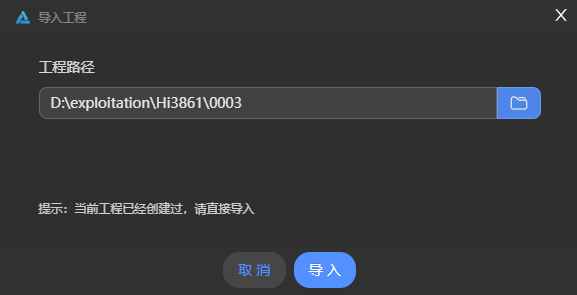 导入工程
X
工程路径
D:\exploitation\Hi3861\0003
提示：当前工程已经创建过，请直接导入
取 消 导 入